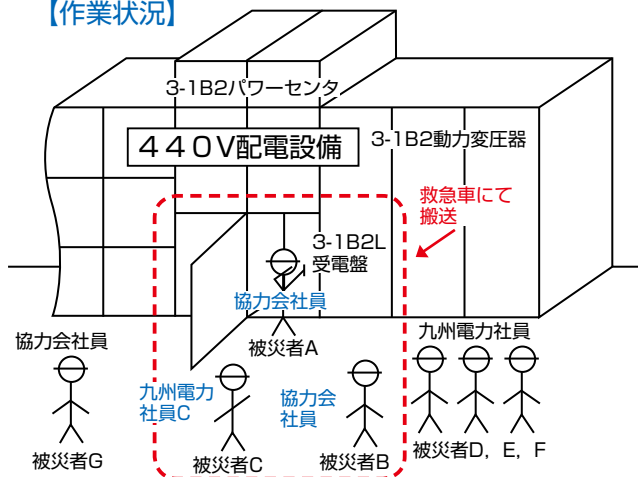 【作業状況】
3-1B2パワーセンタ
４４０Ｖ配電設備
3-1B2動力変圧器
救急車にて
搬送
3-1B2L
受電盤
協力会社員
被災者A
協力会社員
九州電力社員
九州電力
社員C
協力会
社員
被災者G
被災者C
被災者B
被災者D，E，F